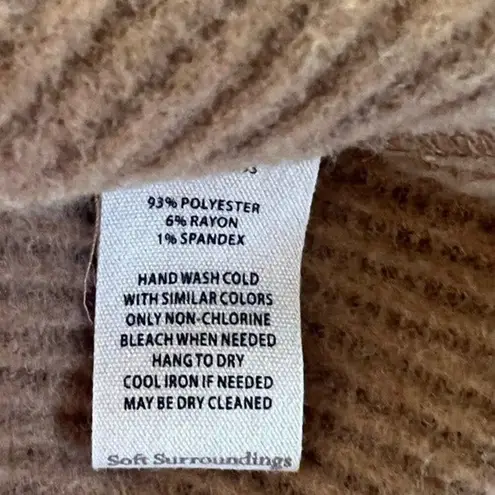 93% POLYESTER
6% RAYON
1% SPANDEX
HAND WASH COLD
WITH SIMILAR COLORS
ONLY NON-CHLORINE
BLEACH WHEN NEEDED
HANG TO DRY
COOL IRON IF NEEDED
MAY BE DRY CLEANED
Soft Surroundings